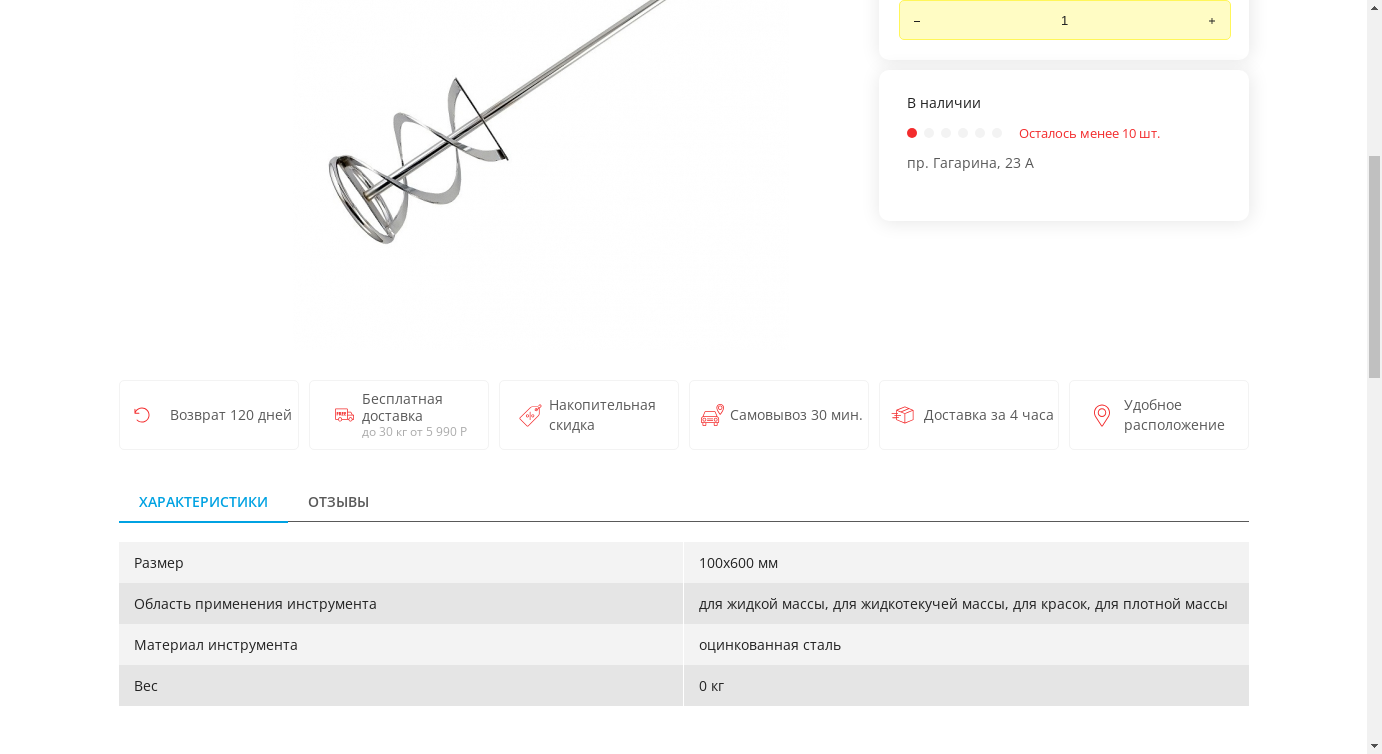 – 1 +
В наличии
Осталось менее 10 шт.
пр. Гагарина, 23 А
Возврат 120 дней
Бесплатная
доставка
до 30 кг от 5 990 Р
Накопительная
скидка
Самовывоз 30 мин.
Доставка за 4 часа
Удобное
расположение
ХАРАКТЕРИСТИКИ ОТЗЫВЫ
Размер 100х600 мм
Область применения инструмента для жидкой массы, для жидкотекучей массы, для красок, для плотной массы
Материал инструмента оцинкованная сталь
Вес 0 кг